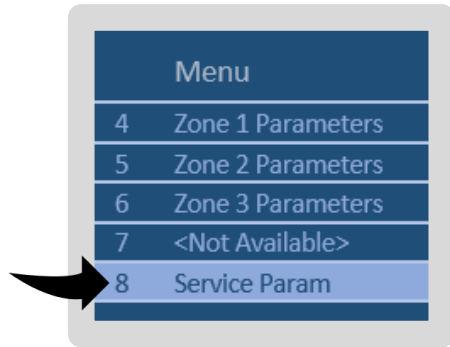 Menu
4 Zone 1 Parameters
5 Zone 2 Parameters
6 Zone 3 Parameters
7 <Not Available>
8 Service Param